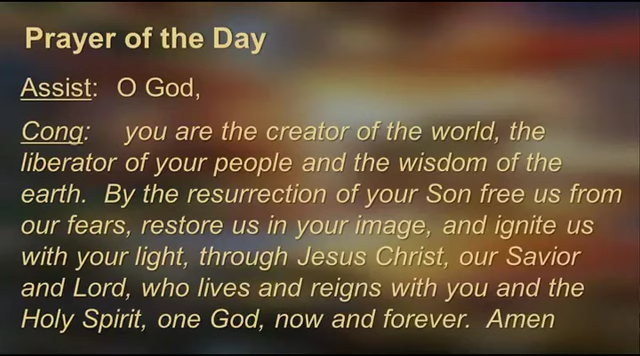 Prayer of the Day
Assist: O God,
Cong: you are the creator of the world, the
liberator of your people and the wisdom of the
earth. By the resurrection of your Son free us from
our fears, restore us in your image, and ignite us
with your light, through Jesus Christ, our Savior
and Lord, who lives and reigns with you and the
Holy Spirit, one God, now and forever. Amen